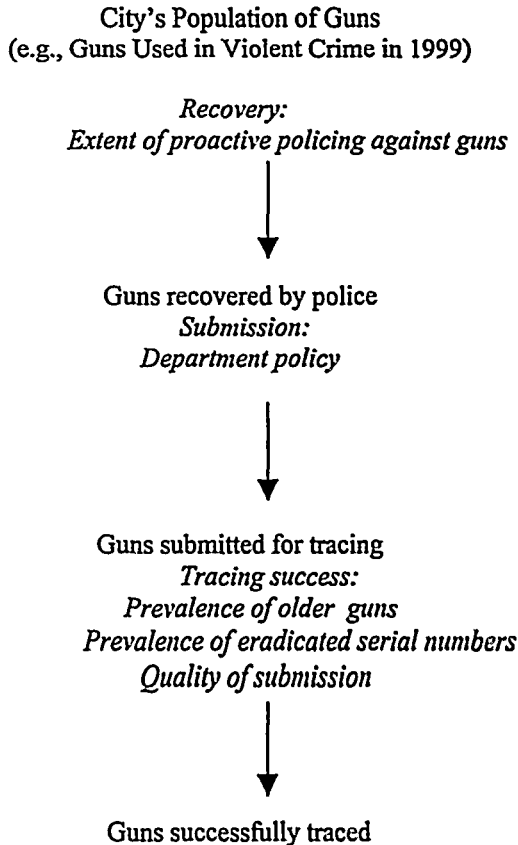 City's Population of Guns
(e.g., Guns Used in Violent Crime in 1999)
Recovery:
Extent of proactive policing against guns
Guns recovered by police
Submission:
Department policy
Guns submitted for tracing
Tracing success:
Prevalence of older guns
Prevalence of eradicated serial numbers
Quality of submission
Guns successfully traced